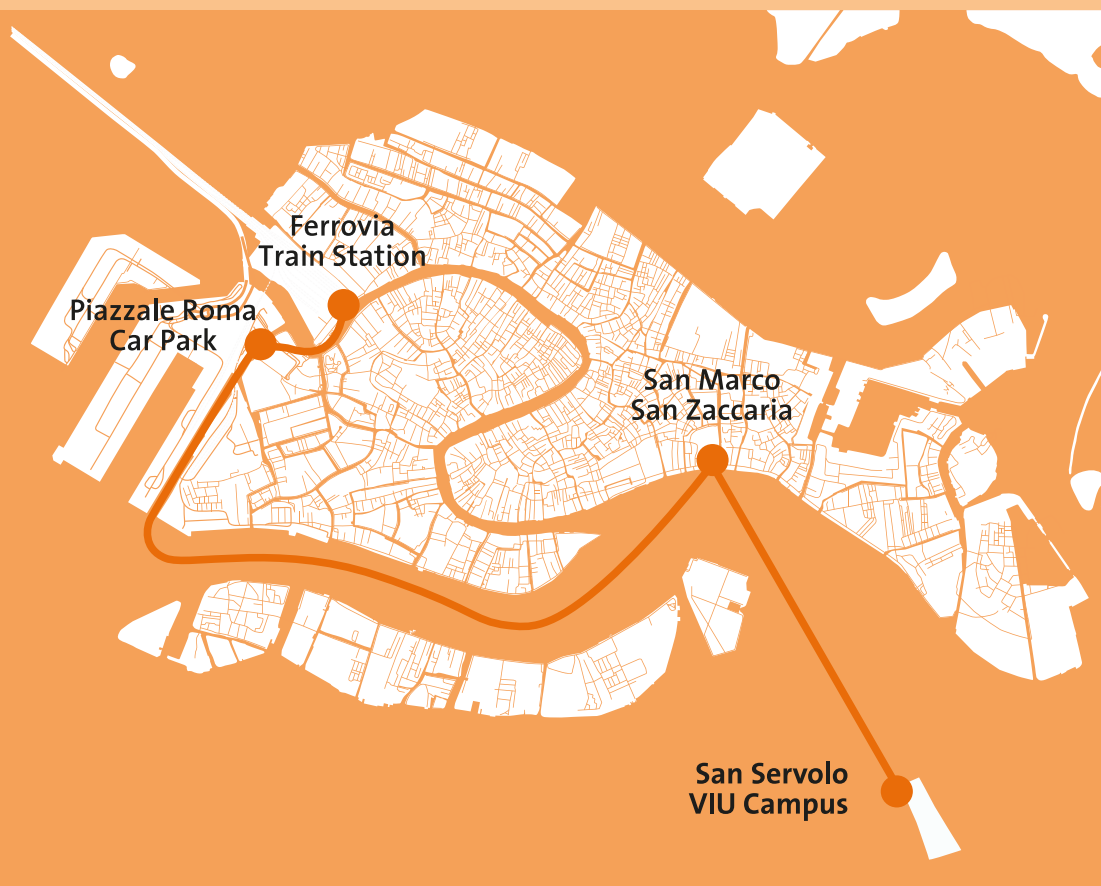 Ferrovia
Train Station
Piazzale Roma
Car Park
San Marco
San Zaccaria
San Servolo
VIU Campus